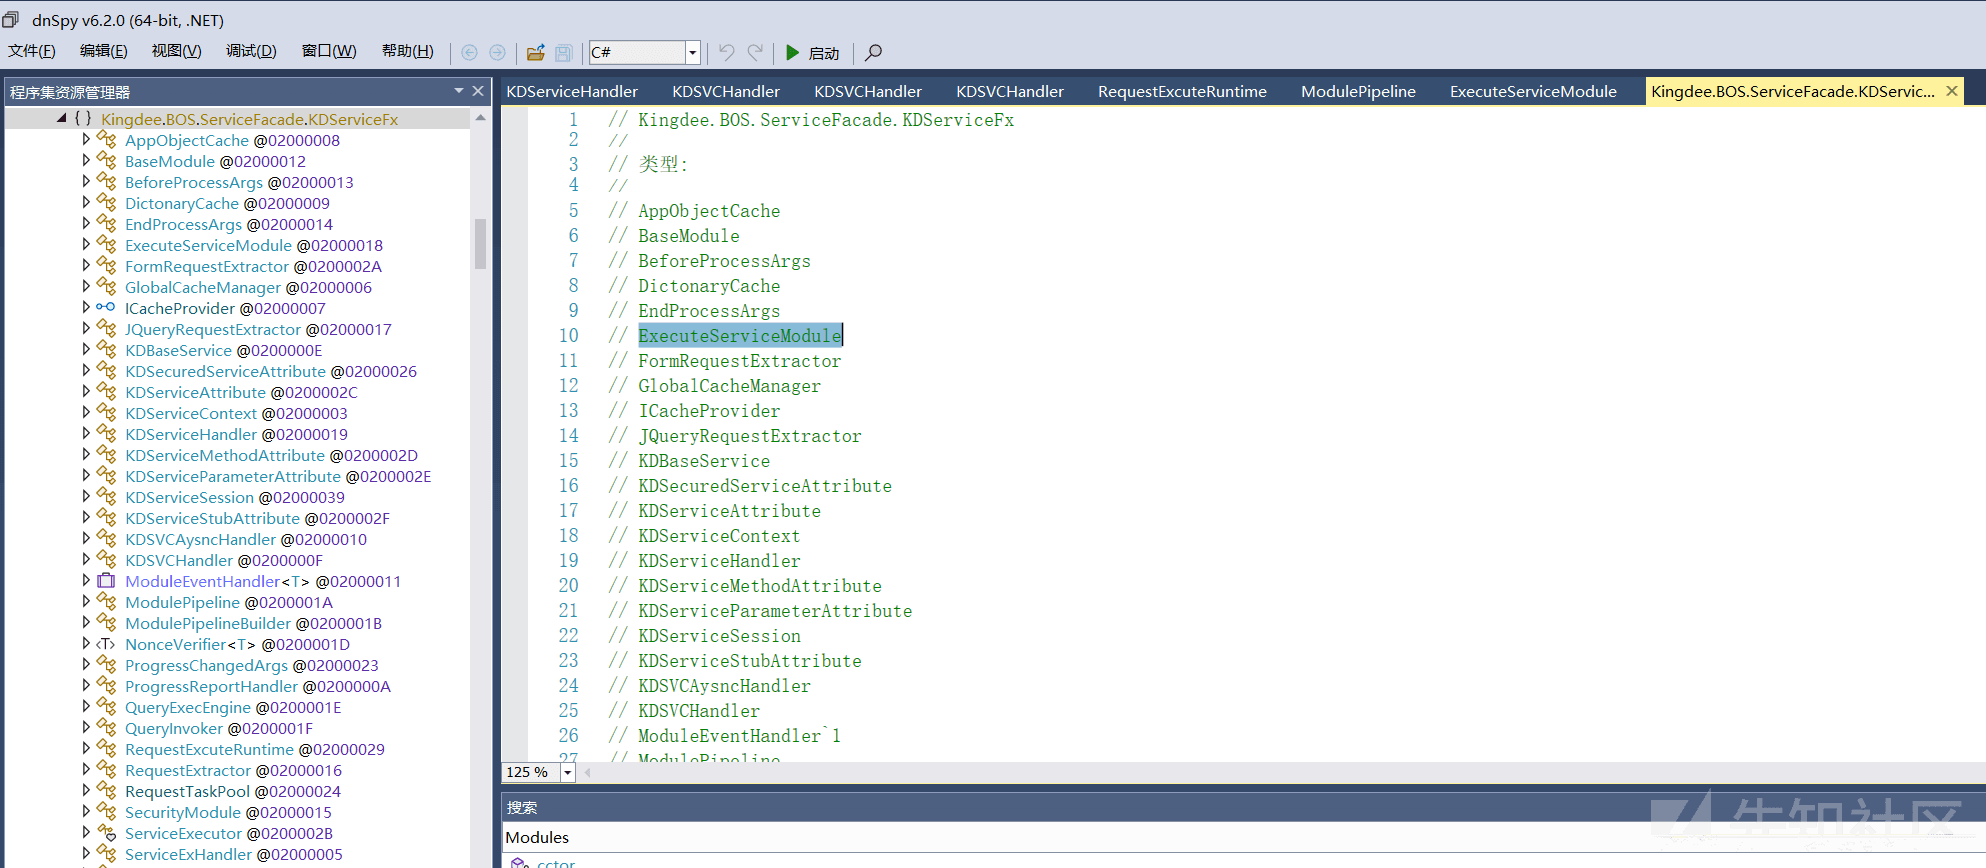 dnSpy v6.2.0 (64-bit, .NET)
文件(F) 编辑(E) 视图(V) 调试(D) 窗口(W) 帮助(H) C# 启动
程序集资源管理器
Kingdee.BOS.ServiceFacade.KDServiceFx
AppObjectCache @02000008
BaseModule @02000012
BeforeProcessArgs @02000013
DictonaryCache @02000009
EndProcessArgs @02000014
ExecuteServiceModule @02000018
FormRequestExtractor @0200002A
GlobalCacheManager @02000006
ICacheProvider @02000007
JQueryRequestExtractor @02000017
KDBaseService @0200000E
KDSecuredServiceAttribute @02000026
KDServiceAttribute @0200002C
KDServiceContext @02000003
KDServiceHandler @02000019
KDServiceMethodAttribute @0200002D
KDServiceParameterAttribute @0200002E
KDServiceSession @02000039
KDServiceStubAttribute @0200002F
KDSVCAysncHandler @02000010
KDSVCHandler @0200000F
ModuleEventHandler<T> @02000011
ModulePipeline @0200001A
ModulePipelineBuilder @0200001B
<T> NonceVerifier<T> @0200001D
ProgressChangedArgs @02000023
ProgressReportHandler @0200000A
QueryExecEngine @0200001E
QueryInvoker @0200001F
RequestExcuteRuntime @02000029
RequestExtractor @02000016
RequestTaskPool @02000024
SecurityModule @02000015
ServiceExecutor @0200002B
ServiceExHandler @02000005
KDServiceHandler KDSVCHandler KDSVCHandler KDSVCHandler RequestExcuteRuntime ModulePipeline ExecuteServiceModule Kingdee.BOS.ServiceFacade.KDServic...
1 // Kingdee.BOS.ServiceFacade.KDServiceFx
2 //
3 // 类型:
4 //
5 // AppObjectCache
6 // BaseModule
7 // BeforeProcessArgs
8 // DictonaryCache
9 // EndProcessArgs
10 // ExecuteServiceModule
11 // FormRequestExtractor
12 // GlobalCacheManager
13 // ICacheProvider
14 // JQueryRequestExtractor
15 // KDBaseService
16 // KDSecuredServiceAttribute
17 // KDServiceAttribute
18 // KDServiceContext
19 // KDServiceHandler
20 // KDServiceMethodAttribute
21 // KDServiceParameterAttribute
22 // KDServiceSession
23 // KDServiceStubAttribute
24 // KDSVCAysncHandler
25 // KDSVCHandler
26 // ModuleEventHandler`1
27 // ModulePipeline
125 %
搜索
Modules
.cctor
先知社区